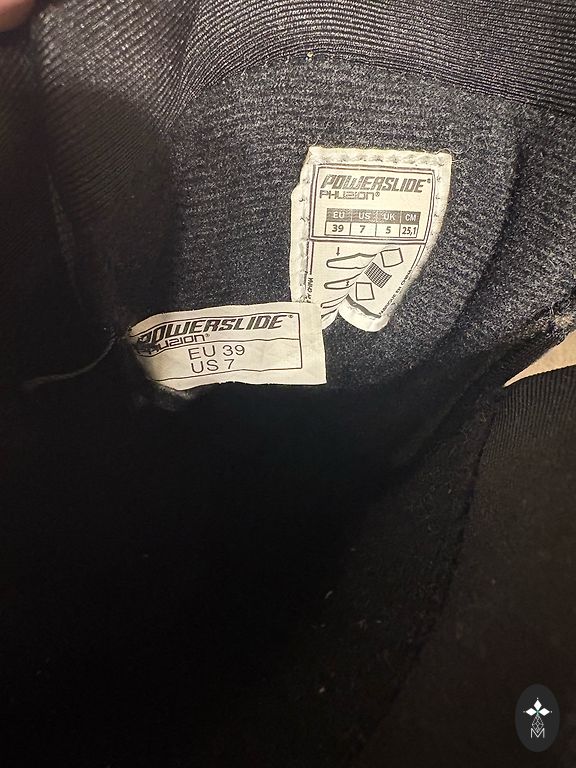 POWERSLIDE®
PHUZION®
EU US UK CM
39 7 5 25,1
POWERSLIDE®
PHUZION®
EU 39
US 7
M